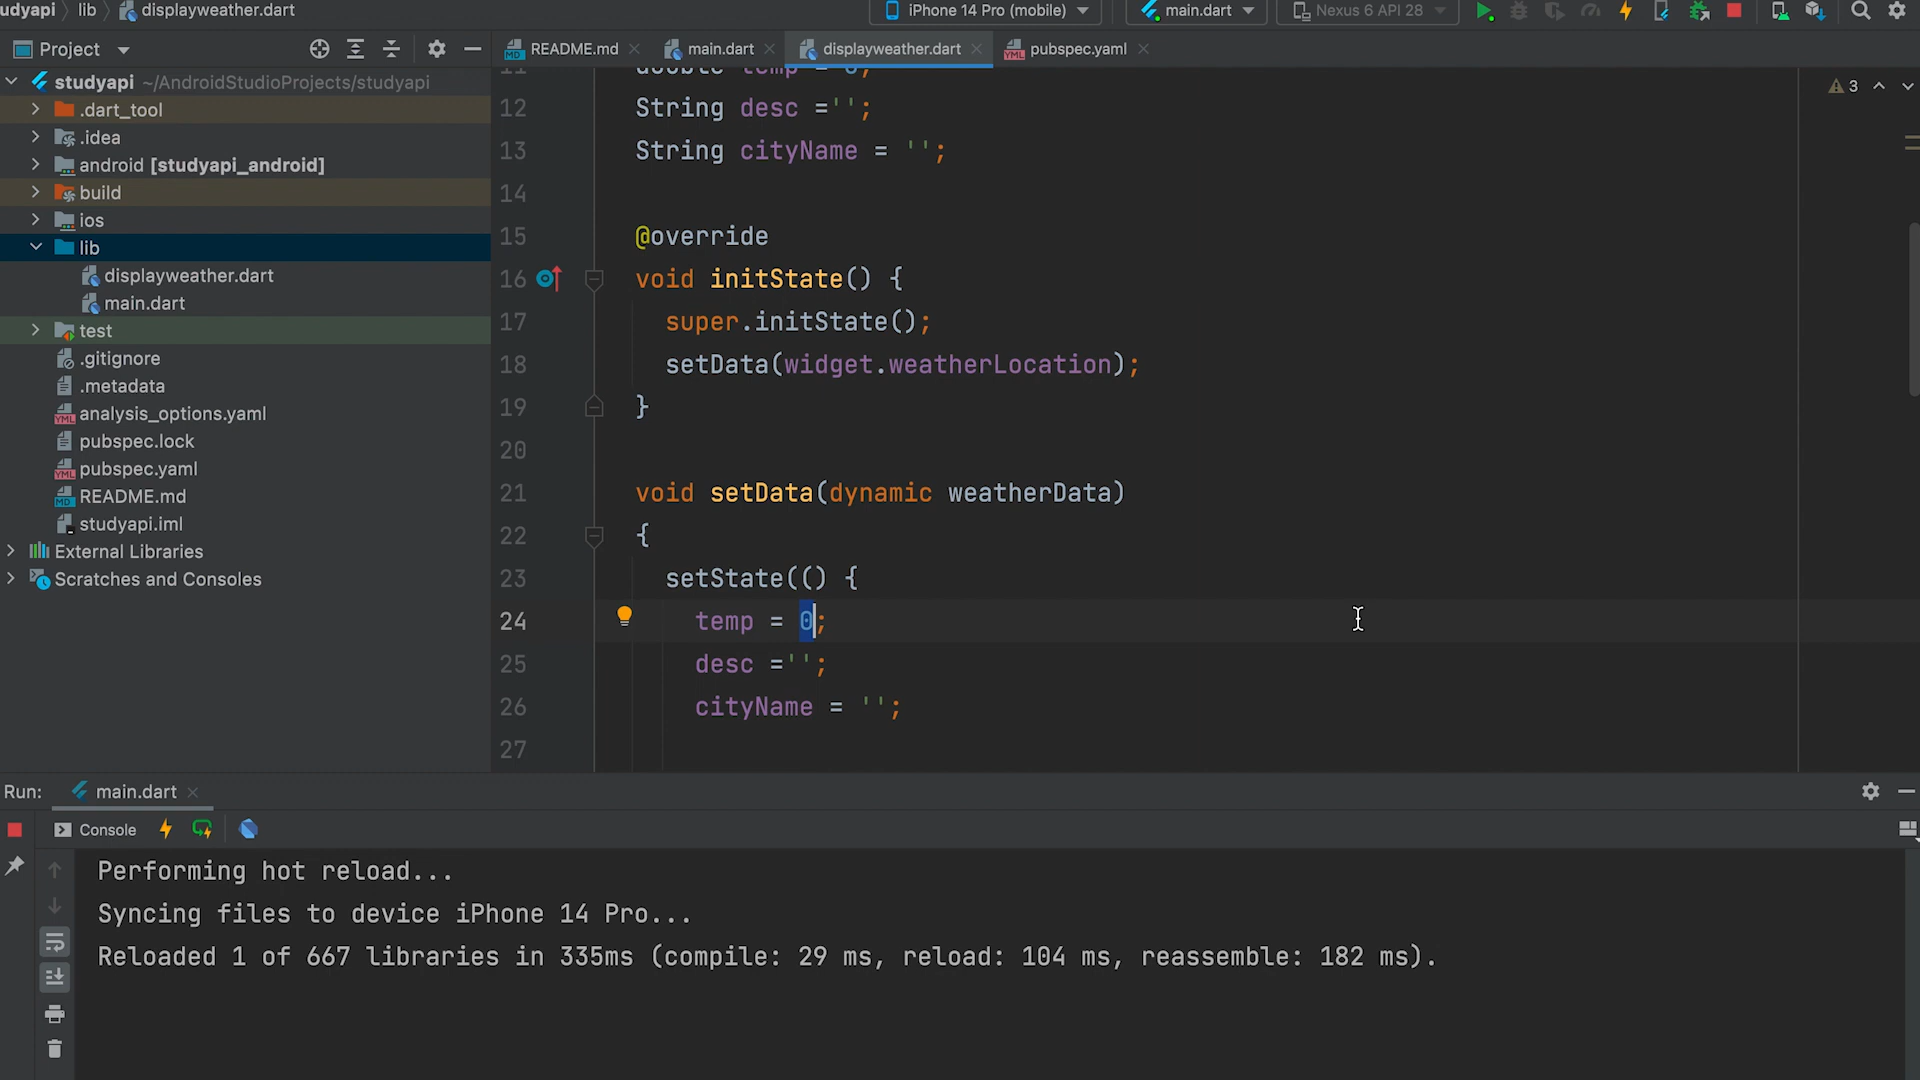 udyapi lib displayweather.dart iPhone 14 Pro (mobile) main.dart Nexus 6 API 28
Project README.md main.dart displayweather.dart pubspec.yaml
studyapi ~/AndroidStudioProjects/studyapi
.dart_tool
.idea
android [studyapi_android]
build
ios
lib
displayweather.dart
main.dart
test
.gitignore
.metadata
analysis_options.yaml
pubspec.lock
pubspec.yaml
README.md
studyapi.iml
External Libraries
Scratches and Consoles
11 double temp = 0;
3
12 String desc ='';
13 String cityName = '';
14
15 @override
16 void initState() {
17 super.initState();
18 setData(widget.weatherLocation);
19 }
20
21 void setData(dynamic weatherData)
22 {
23 setState(() {
24 temp = 0;
25 desc ='';
26 cityName = '';
27
Run: main.dart
Console
Performing hot reload...
Syncing files to device iPhone 14 Pro...
Reloaded 1 of 667 libraries in 335ms (compile: 29 ms, reload: 104 ms, reassemble: 182 ms).